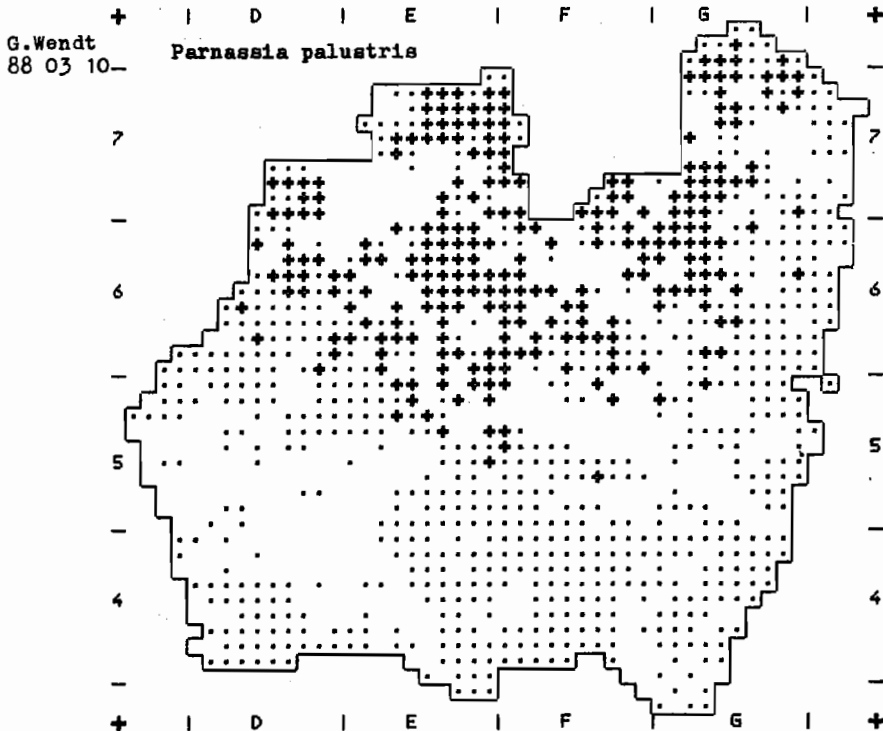 + | D | E | F | G | +
G.Wendt
88 03 10
Parnassia palustris
7 7
6 6
5 5
4 4
+ | D | E | F | G | +